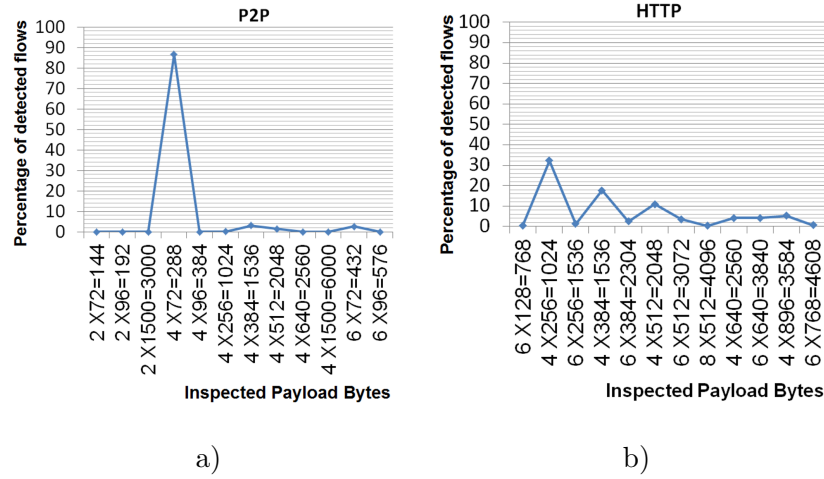 P2P
Percentage of detected flows
100
90
80
70
60
50
40
30
20
10
0
2 X72=144
2 X96=192
2 X1500=3000
4 X72=288
4 X96=384
4 X256=1024
4 X384=1536
4 X512=2048
4 X640=2560
4 X1500=6000
6 X72=432
6 X96=576
Inspected Payload Bytes
a)
HTTP
Percentage of detected flows
100
90
80
70
60
50
40
30
20
10
0
6 X128=768
4 X256=1024
6 X256=1536
4 X384=1536
6 X384=2304
4 X512=2048
6 X512=3072
8 X512=4096
4 X640=2560
6 X640=3840
4 X896=3584
6 X768=4608
Inspected Payload Bytes
b)